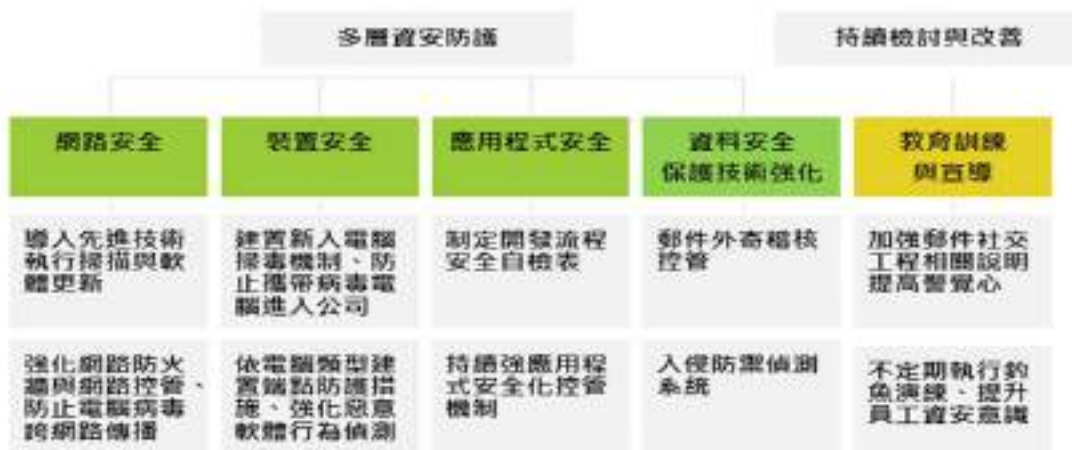 多層資安防護
持續檢討與改善
網路安全
裝置安全
應用程式安全
資料安全
保護技術強化
教育訓練
與宣導
導入先進技術
執行掃描與軟
體更新
建置新入電腦
掃毒機制、防
止攜帶病毒電
腦進入公司
制定開發流程
安全自檢表
郵件外寄稽核
控管
加強郵件社交
工程相關說明
提高警覺心
強化網路防火
牆與網路控管、
防止電腦病毒
跨網路傳播
依電腦類型建
置端點防護措
施、強化惡意
軟體行為偵測
持續強應用程
式安全化控管
機制
入侵防禦偵測
系統
不定期執行釣
魚演練、提升
員工資安意識